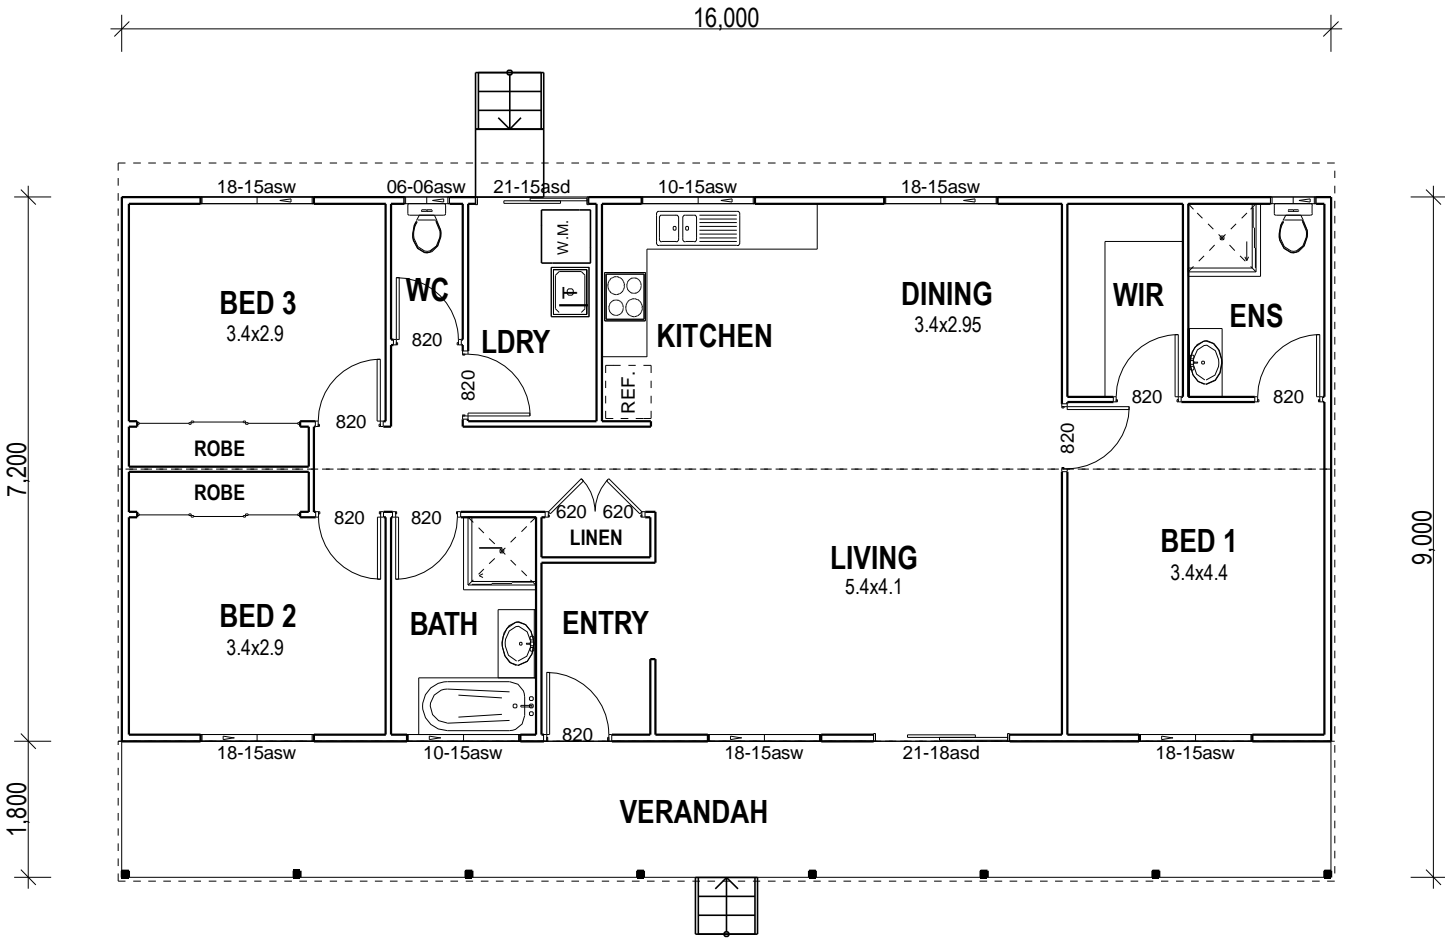 16,000
18-15asw
06-06asw
21-15asd
10-15asw
18-15asw
W.M.
BED 3
3.4x2.9
WC
820
LDRY
KITCHEN
DINING
3.4x2.95
WIR
ENS
REF.
820
820
820
820
820
ROBE
7,200
ROBE
820
820
620
620
LINEN
LIVING
5.4x4.1
BED 1
3.4x4.4
9,000
BED 2
3.4x2.9
BATH
ENTRY
820
18-15asw
10-15asw
18-15asw
21-18asd
18-15asw
1,800
VERANDAH